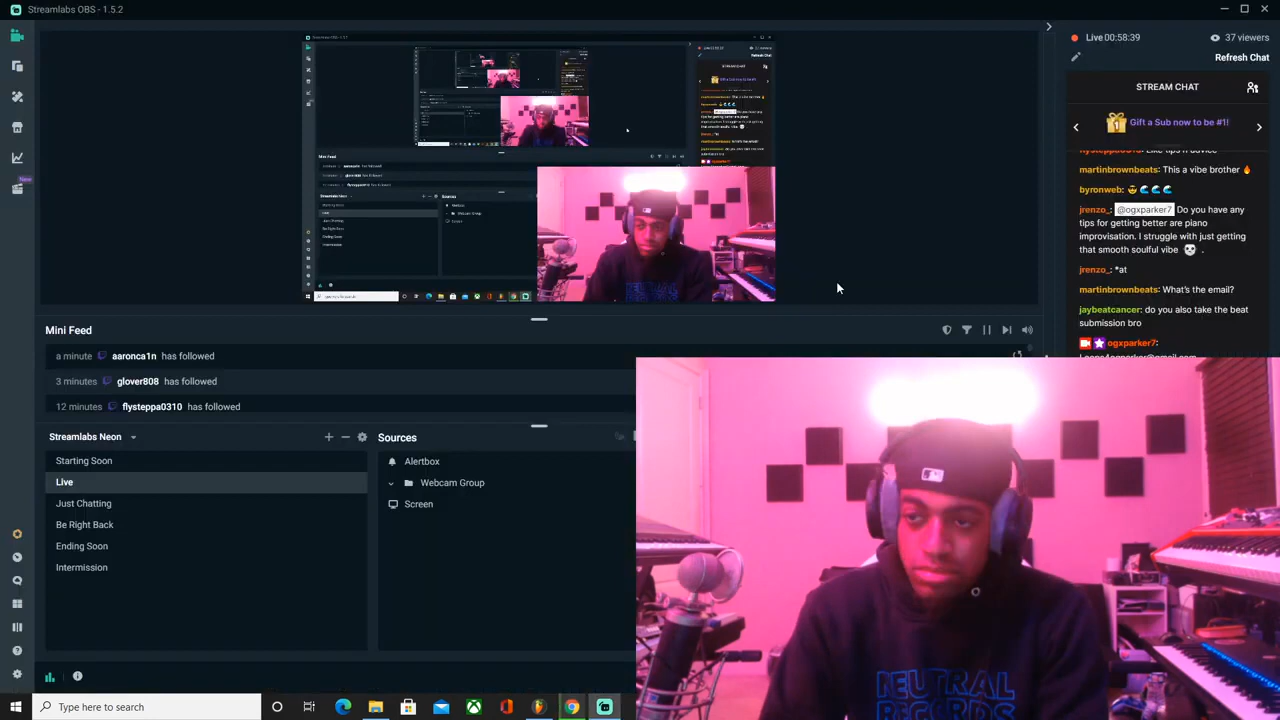 Streamlabs OBS - 1.5.2
Live 00:58:39
37 viewers
Refresh Chat
STREAM CHAT
Gift a Sub now to be #1!
flysteppa0310: Like tips n advice
martinbrownbeats: This a vibe brother 🔥
byronweb: 😎 🌊 🌊 🌊
jrenzo_: @ogxparker7 Do you have any
tips for getting better at piano
improvisation. I struggle with just getting
that smooth soulful vibe 💀 .
jrenzo_: *at
martinbrownbeats: What's the email?
jaybeatcancer: do you also take the beat
submission bro
ogxparker7:
Mini Feed
a minute aaronca1n has followed
3 minutes glover808 has followed
12 minutes flysteppa0310 has followed
Streamlabs Neon
Starting Soon
Live
Just Chatting
Be Right Back
Ending Soon
Intermission
Sources
Alertbox
Webcam Group
Screen
NEUTRAL
RECORDS
Type here to search